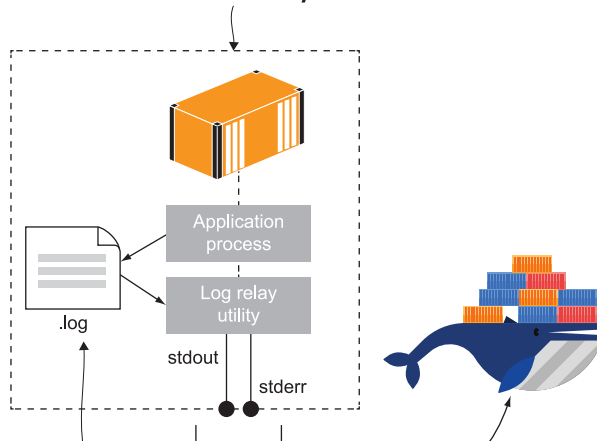 Application
process
Log relay
utility
.log
stdout
stderr